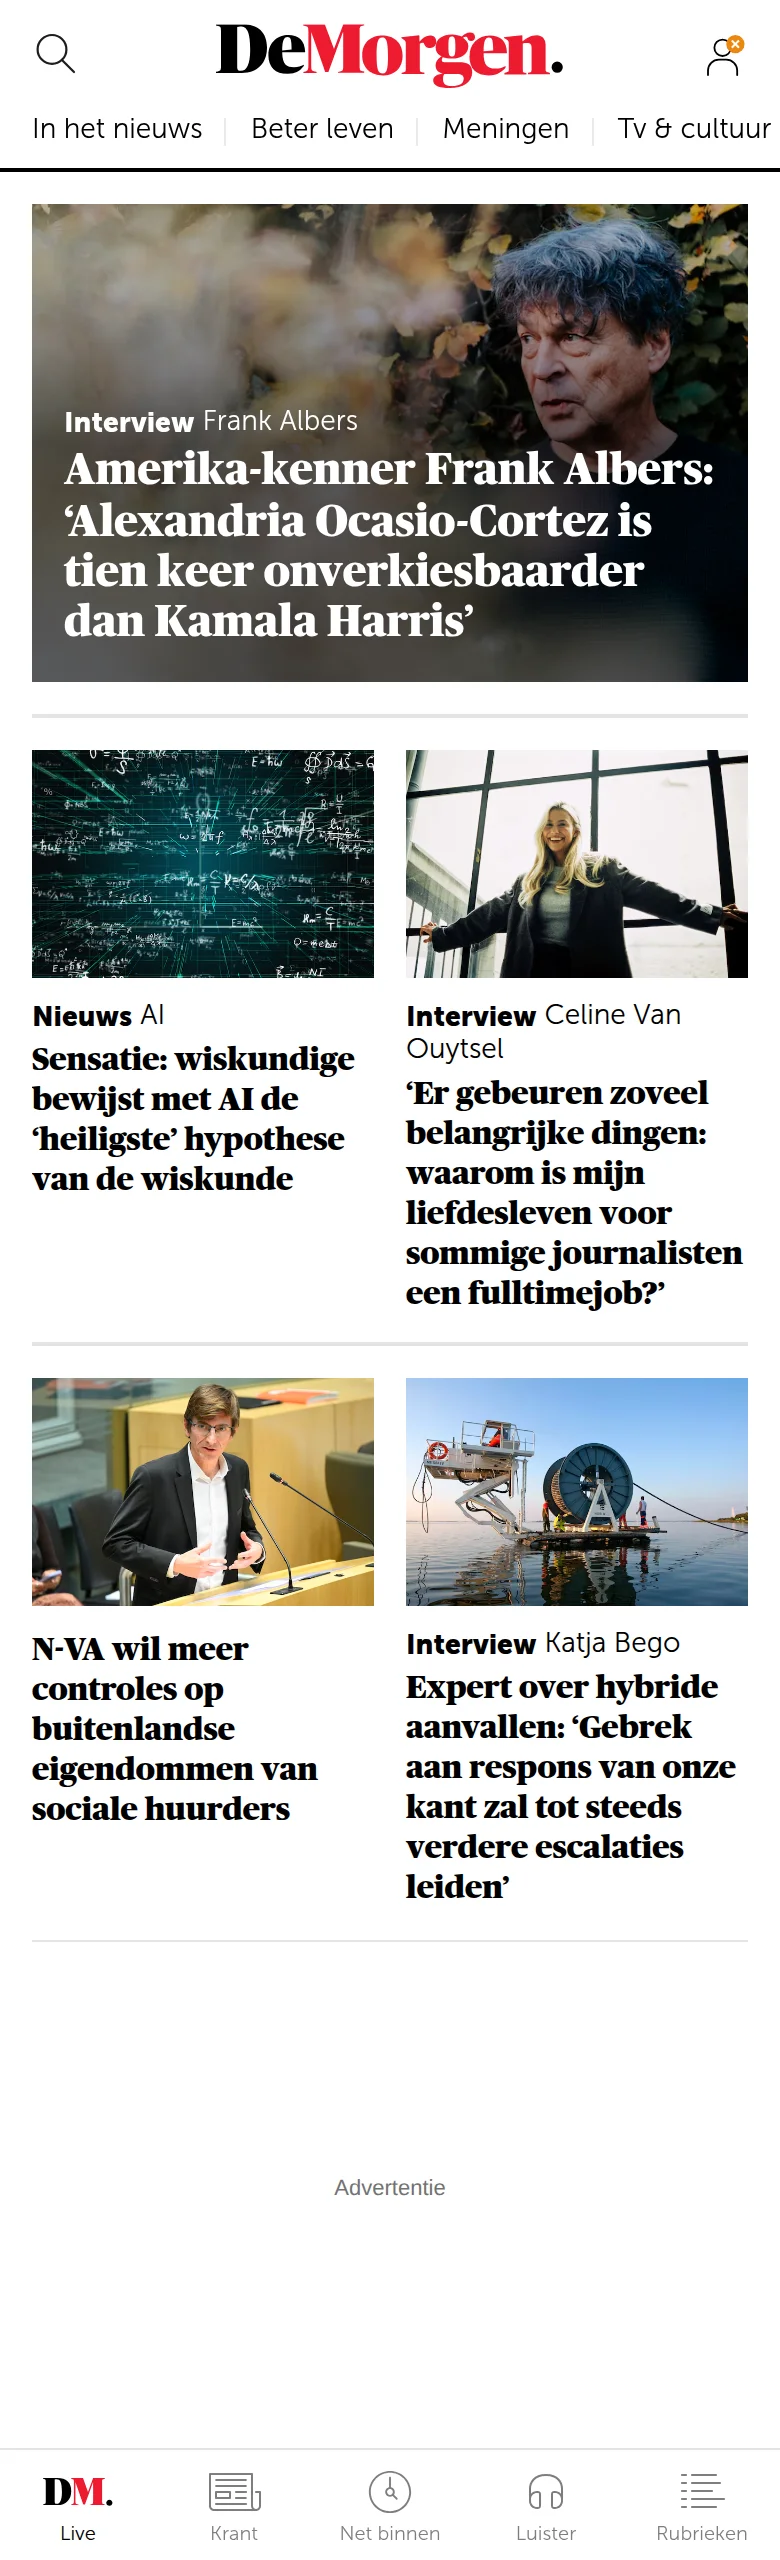 DeMorgen.
In het nieuws
Beter leven
Meningen
Tv & cultuur
Interview Frank Albers
Amerika-kenner Frank Albers:
‘Alexandria Ocasio-Cortez is
tien keer onverkiesbaarder
dan Kamala Harris’
Nieuws AI
Sensatie: wiskundige
bewijst met AI de
‘heiligste’ hypothese
van de wiskunde
Interview Celine Van
Ouytsel
‘Er gebeuren zoveel
belangrijke dingen:
waarom is mijn
liefdesleven voor
sommige journalisten
een fulltimejob?’
N-VA wil meer
controles op
buitenlandse
eigendommen van
sociale huurders
Interview Katja Bego
Expert over hybride
aanvallen: ‘Gebrek
aan respons van onze
kant zal tot steeds
verdere escalaties
leiden’
Advertentie
DM.
Live
Krant
Net binnen
Luister
Rubrieken